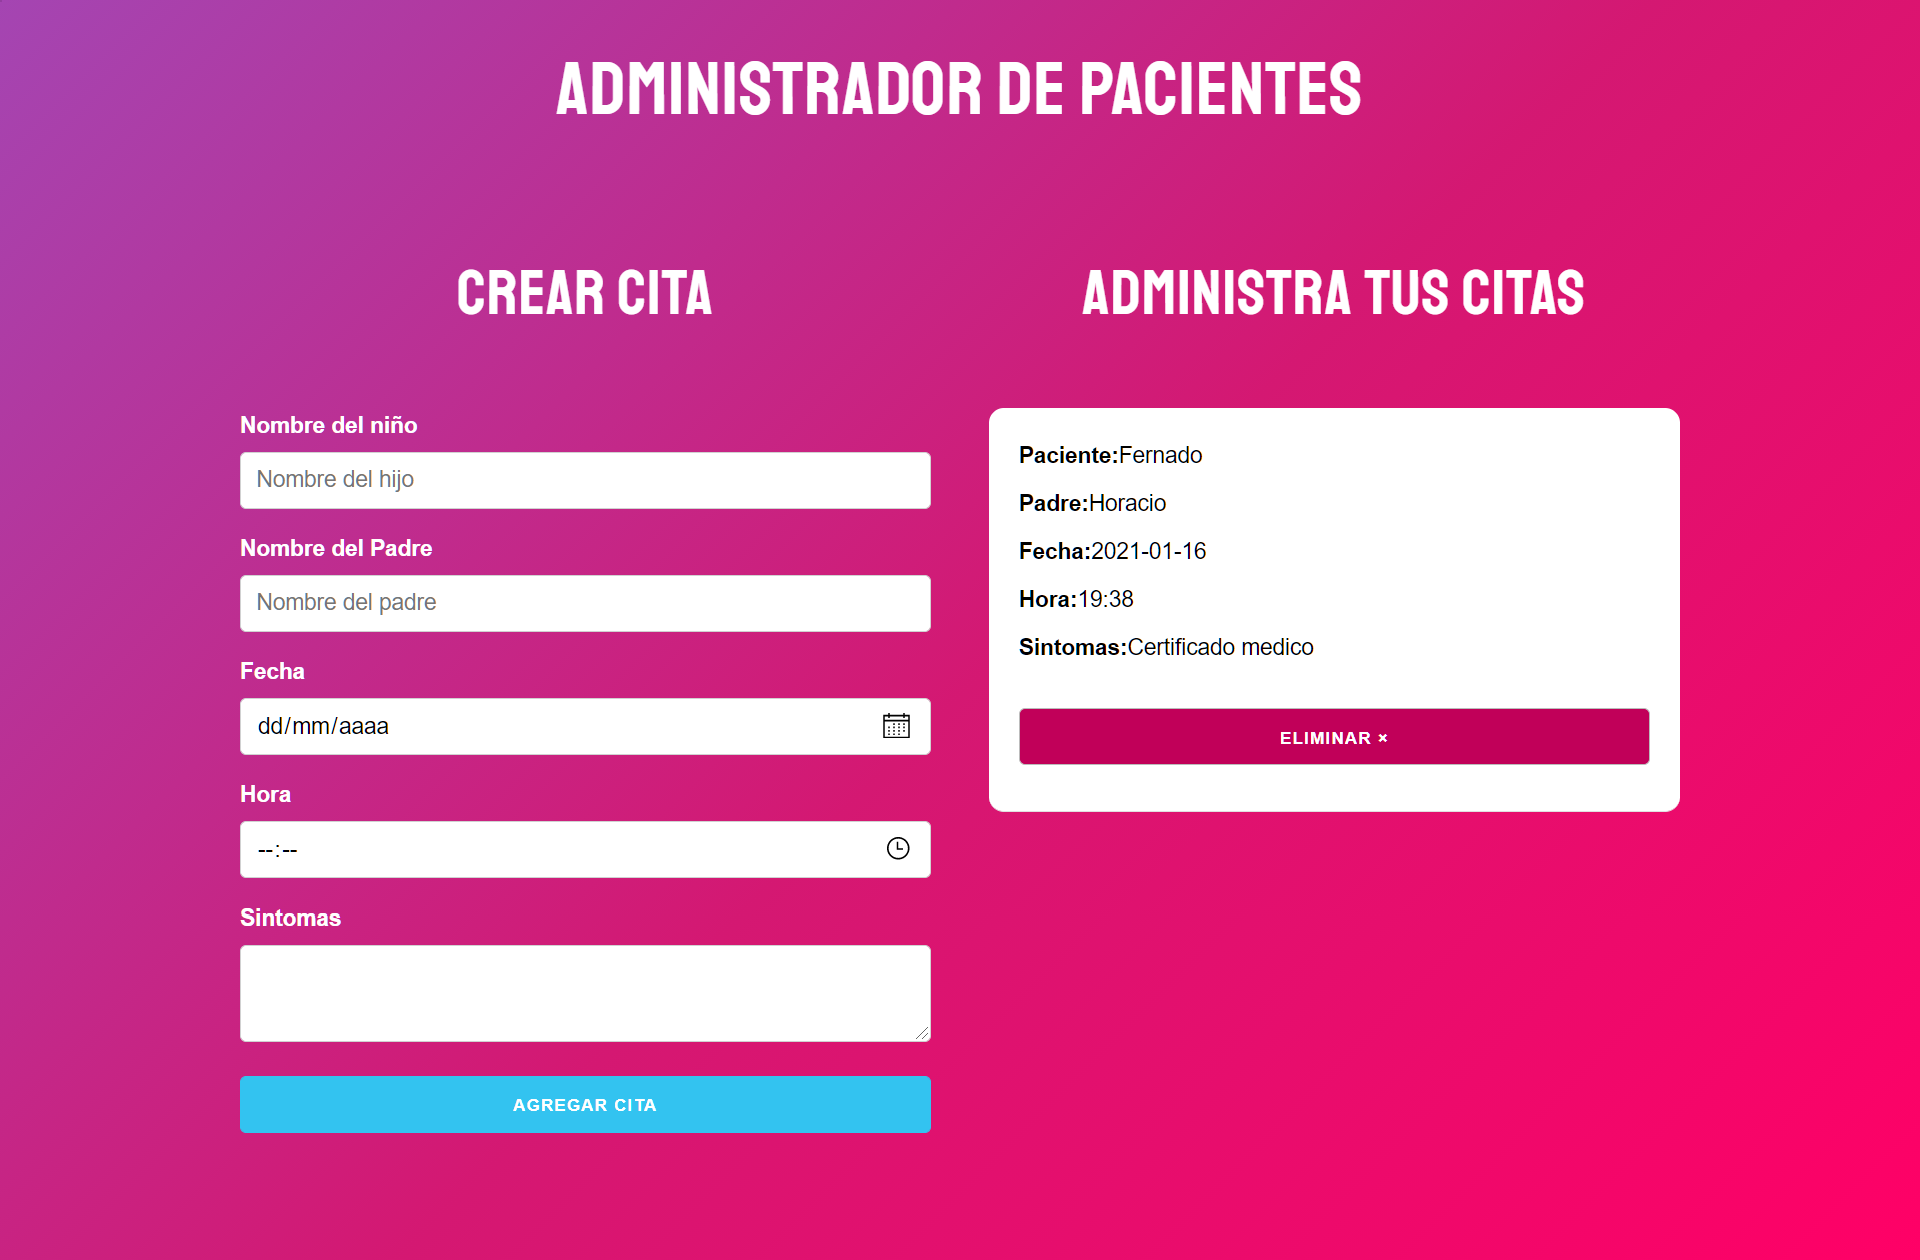 ADMINISTRADOR DE PACIENTES
CREAR CITA
Nombre del niño
Nombre del hijo
Nombre del Padre
Nombre del padre
Fecha
dd/mm/aaaa
Hora
--:--
Sintomas
AGREGAR CITA
ADMINISTRA TUS CITAS
Paciente:Fernado
Padre:Horacio
Fecha:2021-01-16
Hora:19:38
Sintomas:Certificado medico
ELIMINAR ×